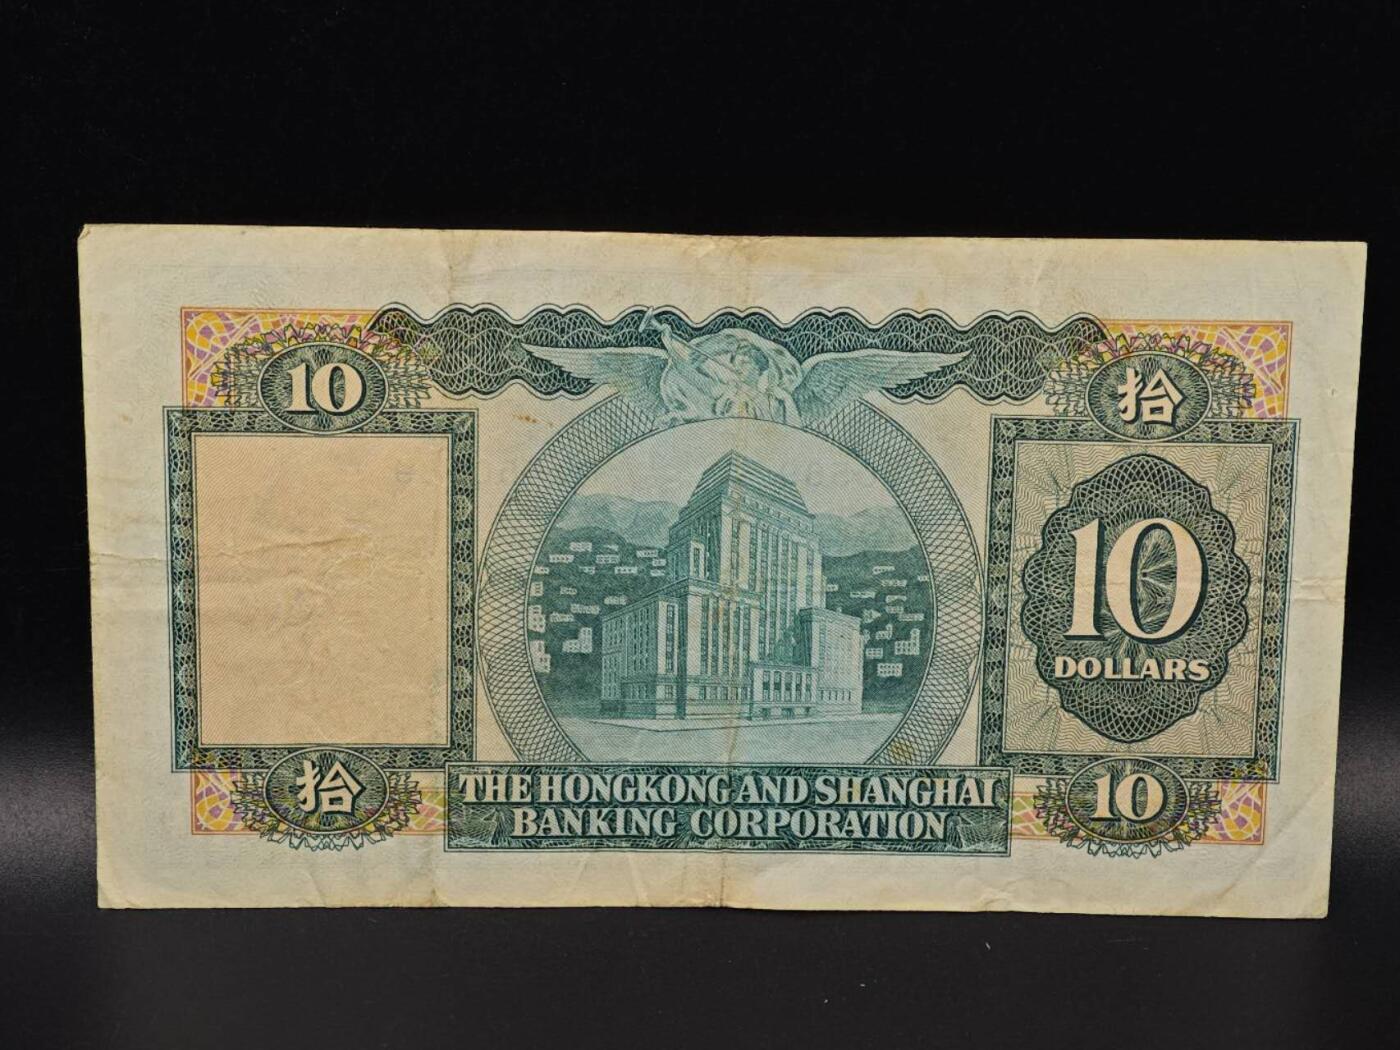 10
拾
10
DOLLARS
拾
10
THE HONGKONG AND SHANGHAI
BANKING CORPORATION